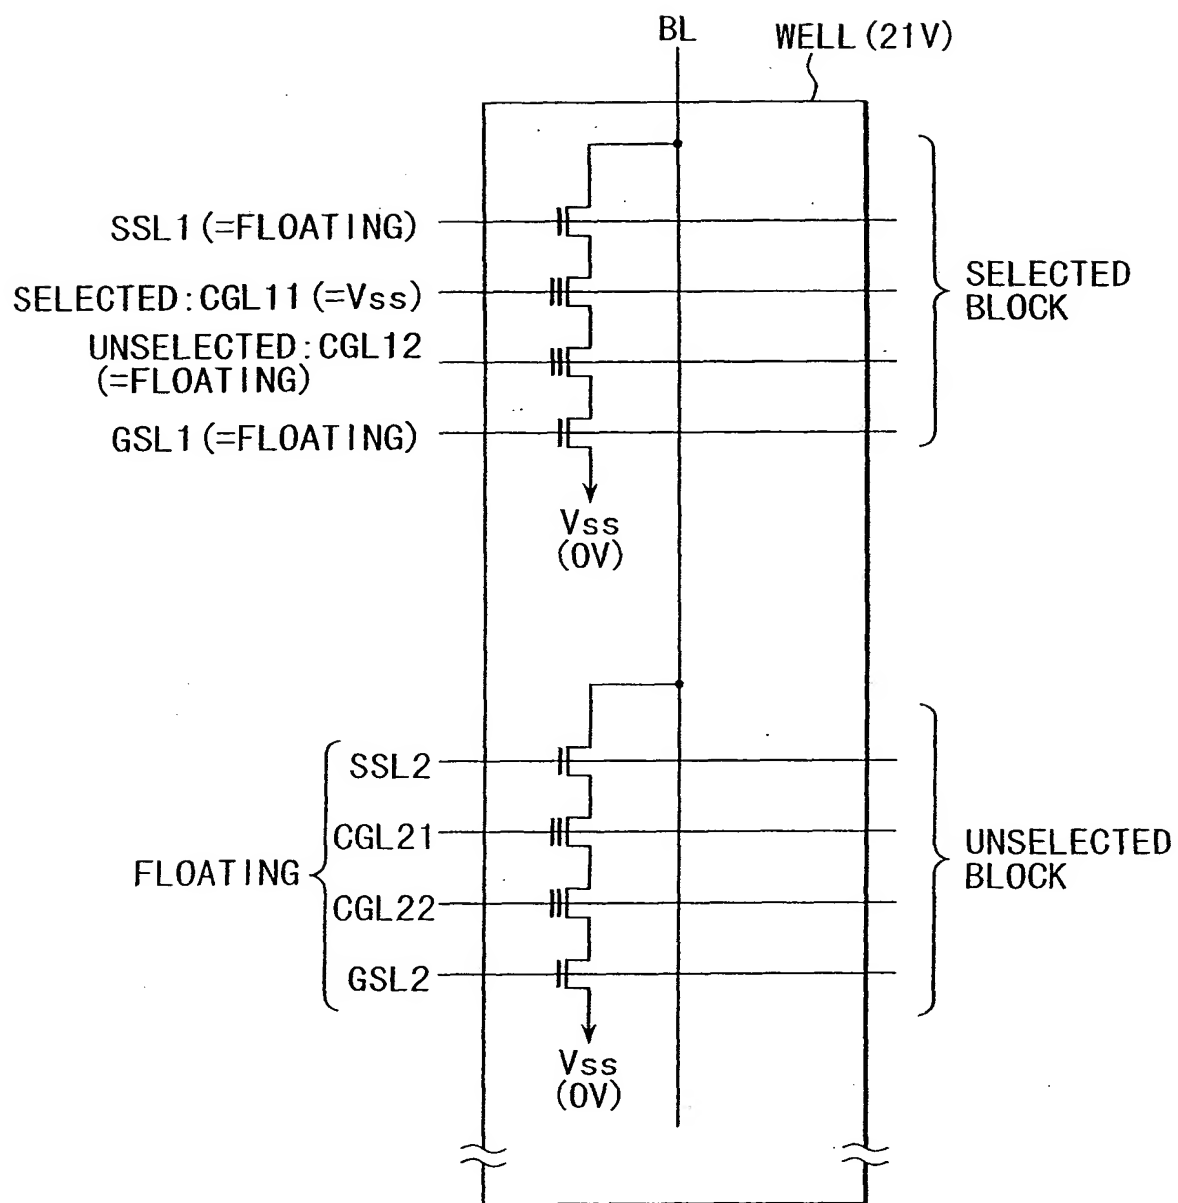 BL
WELL (21V)
SSL1 (=FLOATING)
SELECTED:CGL11 (=Vss)
UNSELECTED:CGL12
(=FLOATING)
GSL1 (=FLOATING)
Vss
(0V)
SELECTED
BLOCK
SSL2
CGL21
FLOATING
CGL22
GSL2
Vss
(0V)
UNSELECTED
BLOCK